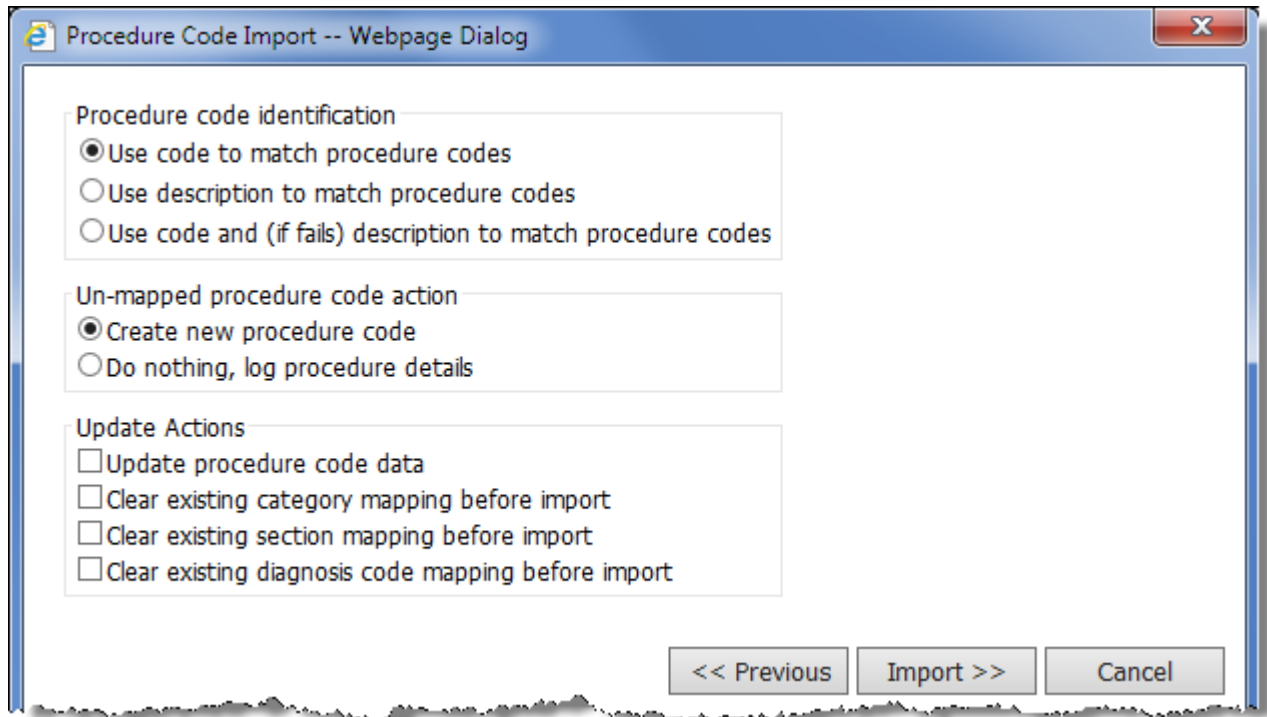 Procedure Code Import -- Webpage Dialog
Procedure code identification
Use code to match procedure codes
Use description to match procedure codes
Use code and (if fails) description to match procedure codes
Un-mapped procedure code action
Create new procedure code
Do nothing, log procedure details
Update Actions
Update procedure code data
Clear existing category mapping before import
Clear existing section mapping before import
Clear existing diagnosis code mapping before import
<< Previous Import >> Cancel